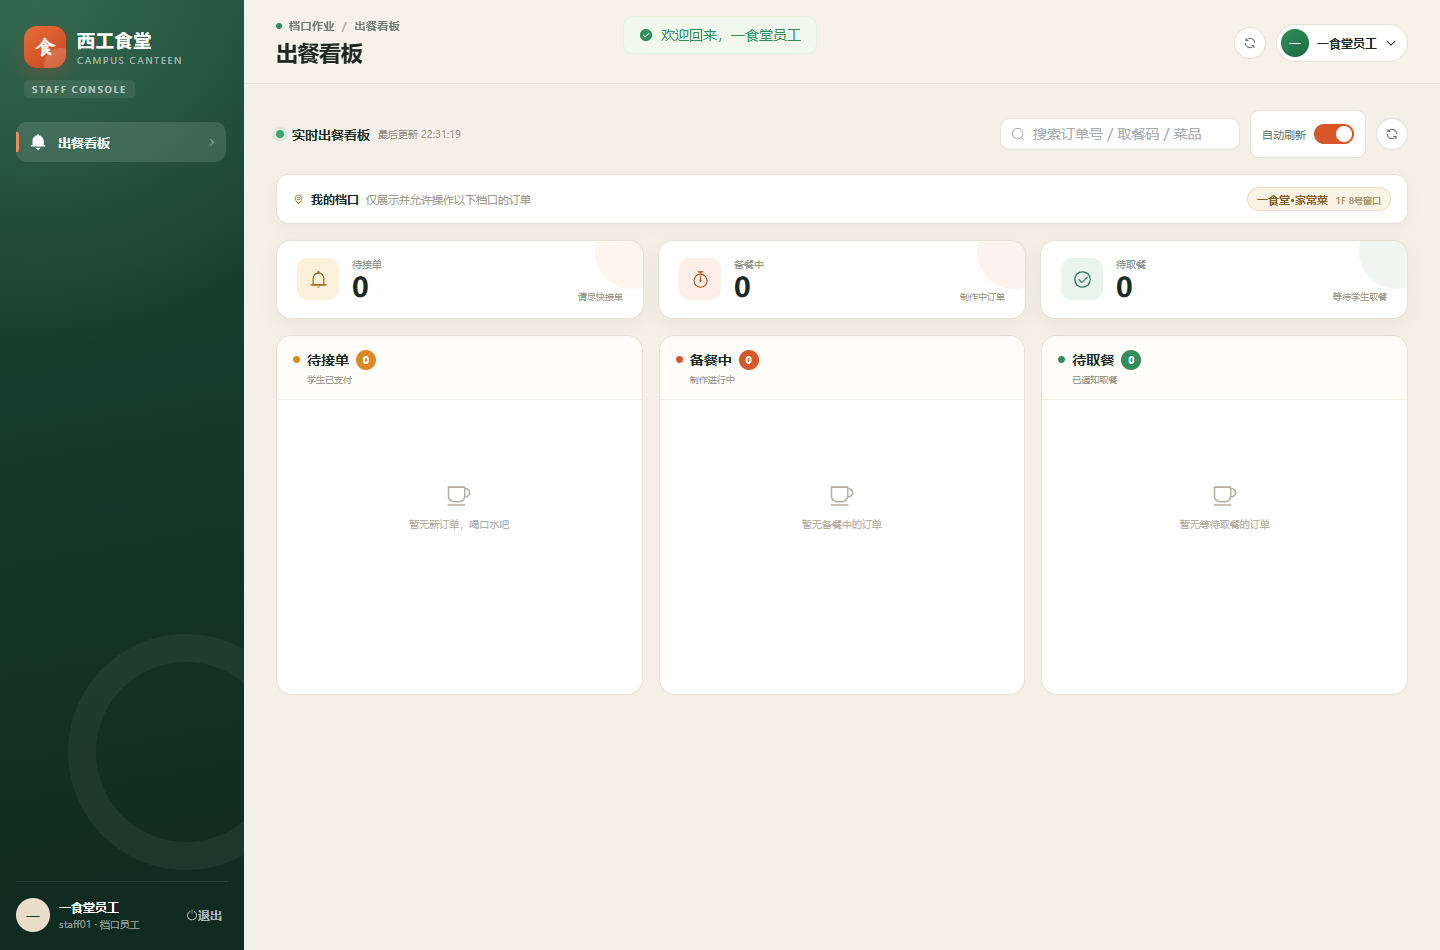 食
西工食堂
CAMPUS CANTEEN
STAFF CONSOLE
出餐看板
一
一食堂员工
staff01 · 档口员工
退出
档口作业 / 出餐看板
出餐看板
欢迎回来，一食堂员工
一
一食堂员工
实时出餐看板 最后更新 22:31:19
搜索订单号 / 取餐码 / 菜品
自动刷新
我的档口 仅展示并允许操作以下档口的订单
一食堂•家常菜 1F 8号窗口
待接单
0
请尽快接单
备餐中
0
制作中订单
待取餐
0
等待学生取餐
待接单 0
学生已支付
暂无新订单，喝口水吧
备餐中 0
制作进行中
暂无备餐中的订单
待取餐 0
已通知取餐
暂无等待取餐的订单